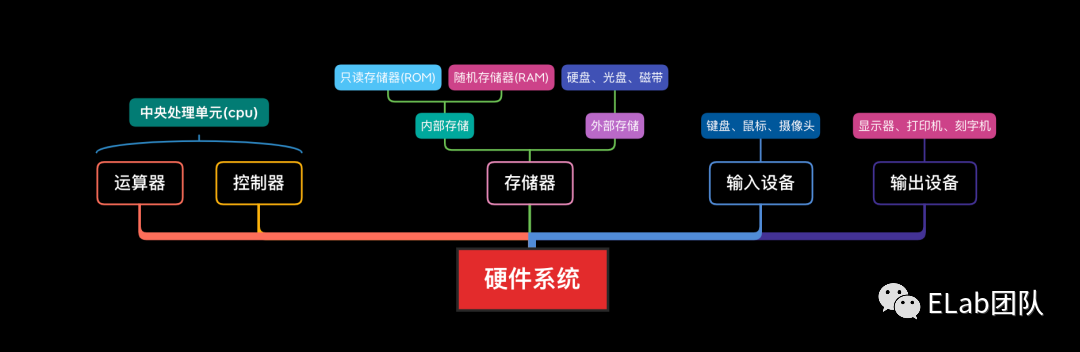 只读存储器(ROM)
随机存储器(RAM)
硬盘、光盘、磁带
中央处理单元(cpu)
内部存储
外部存储
键盘、鼠标、摄像头
显示器、打印机、刻字机
运算器
控制器
存储器
输入设备
输出设备
硬件系统
ELab团队